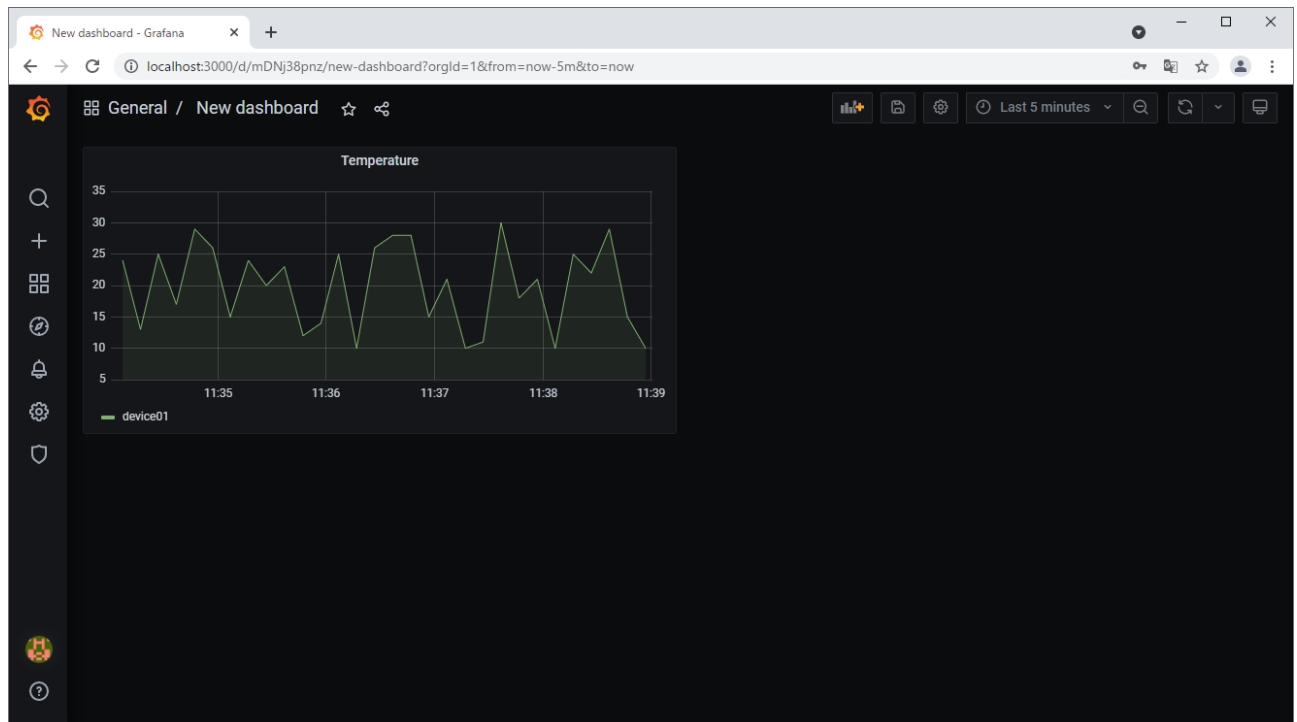 New dashboard - Grafana
localhost:3000/d/mDNj38pnz/new-dashboard?orgId=1&from=now-5m&to=now
General / New dashboard
Last 5 minutes
Temperature
35
30
25
20
15
10
5
11:35 11:36 11:37 11:38 11:39
device01